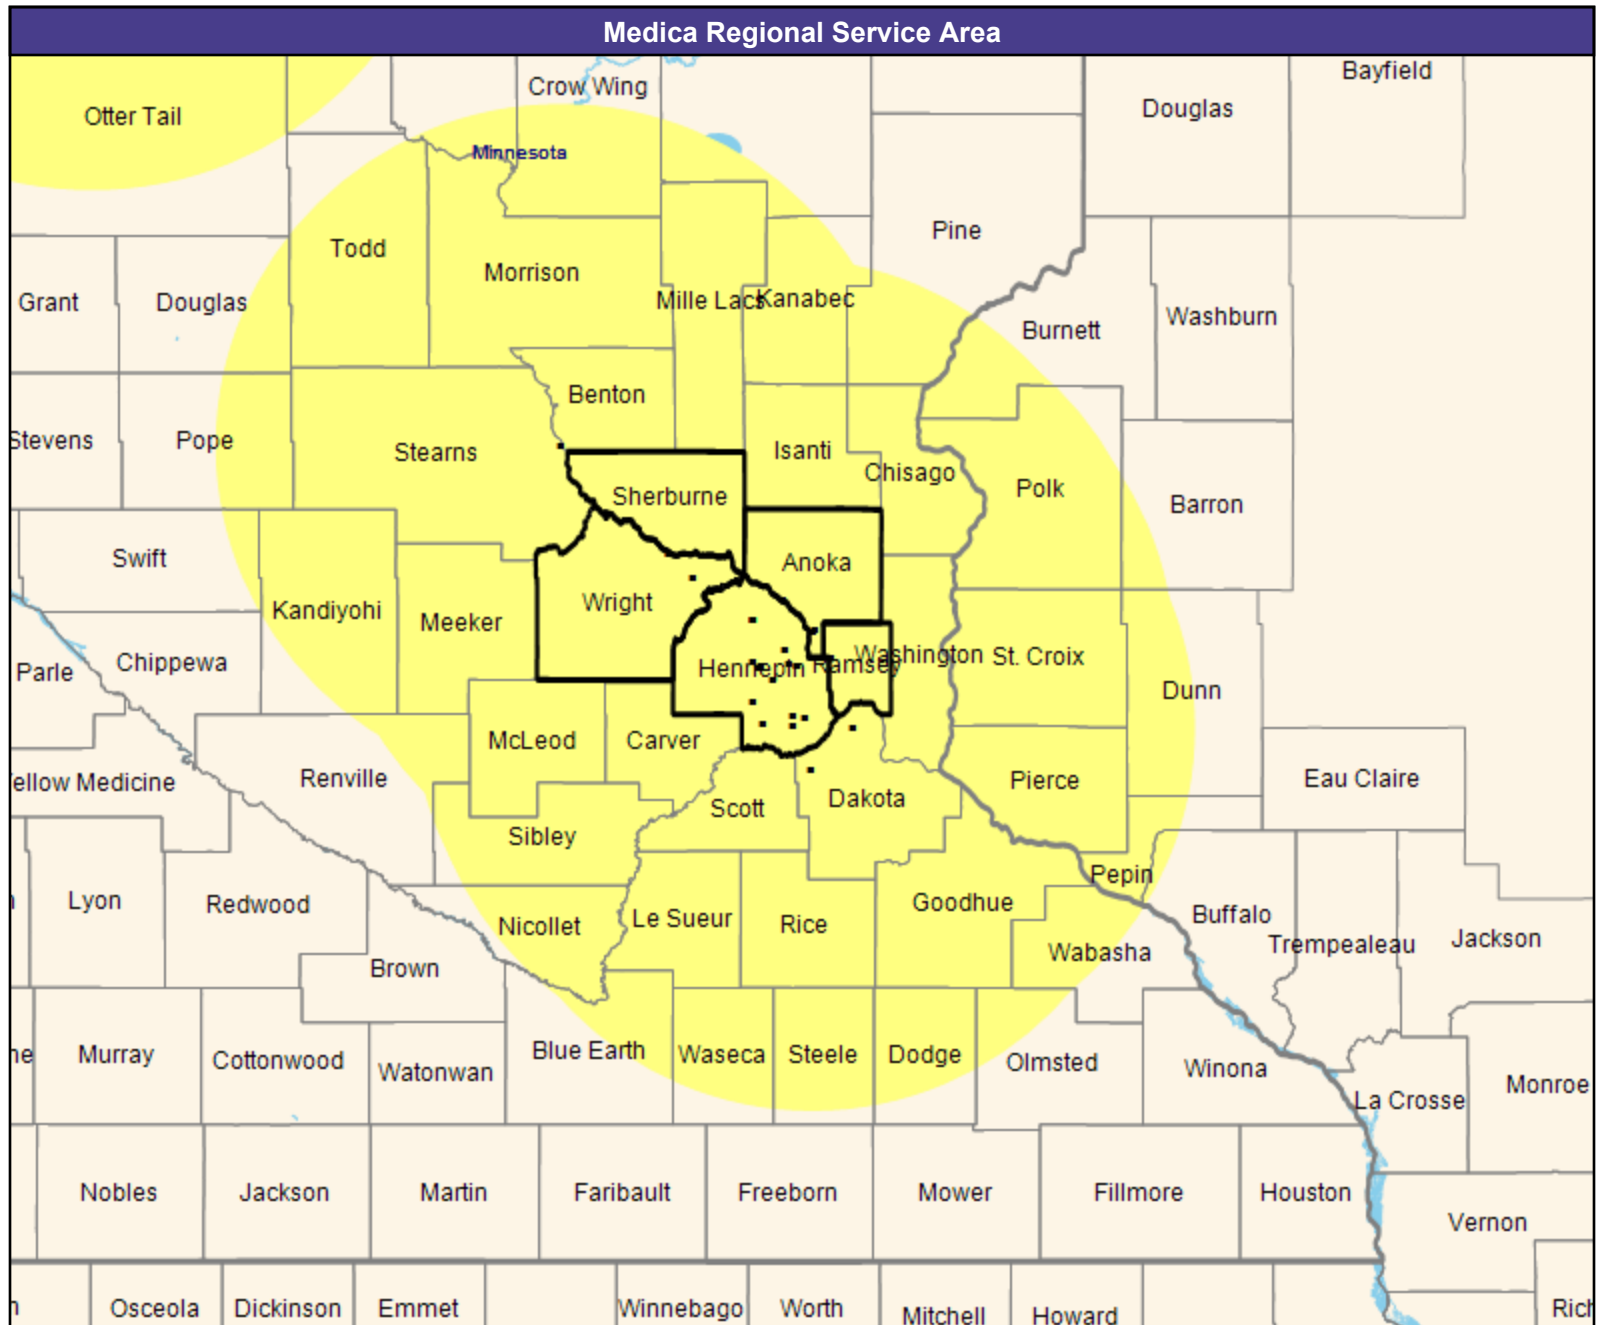 Medica Regional Service Area
Bayfield
Crow Wing
Douglas
Otter Tail
Minnesota
Pine
Todd
Morrison
Mille Lacs
Kanabec
Grant
Douglas
Washburn
Burnett
Benton
Stevens
Pope
Stearns
Isanti
Chisago
Polk
Sherburne
Barron
Swift
Anoka
Wright
Kandiyohi
Meeker
Washington
St. Croix
Hennepin
Ramsey
Parle
Chippewa
Dunn
McLeod
Carver
Renville
ellow Medicine
Pierce
Eau Claire
Scott
Dakota
Sibley
Pepin
Lyon
Redwood
Goodhue
Buffalo
Nicollet
Le Sueur
Rice
Trempealeau
Jackson
Wabasha
Brown
ne
Murray
Cottonwood
Watonwan
Blue Earth
Waseca
Steele
Dodge
Olmsted
Winona
La Crosse
Monroe
Nobles
Jackson
Martin
Faribault
Freeborn
Mower
Fillmore
Houston
Vernon
Osceola
Dickinson
Emmet
Winnebago
Worth
Mitchell
Howard
Rich